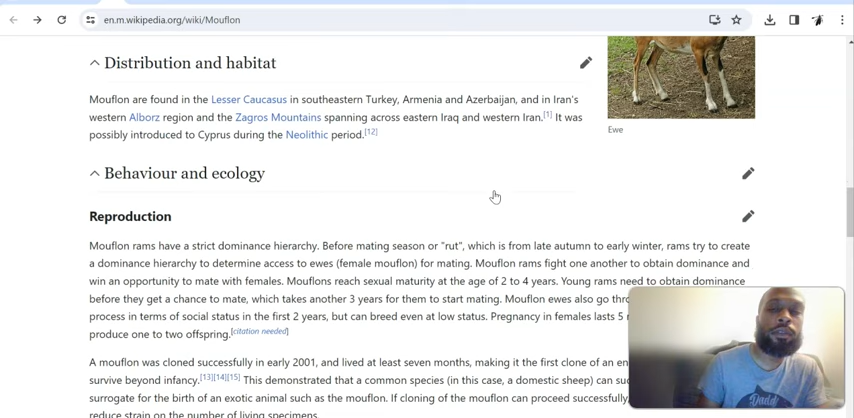 en.m.wikipedia.org/wiki/Mouflon
Distribution and habitat
Mouflon are found in the Lesser Caucasus in southeastern Turkey, Armenia and Azerbaijan, and in Iran's
western Alborz region and the Zagros Mountains spanning across eastern Iraq and western Iran.[1] It was
possibly introduced to Cyprus during the Neolithic period.[12]
Ewe
Behaviour and ecology
Reproduction
Mouflon rams have a strict dominance hierarchy. Before mating season or "rut", which is from late autumn to early winter, rams try to create
a dominance hierarchy to determine access to ewes (female mouflon) for mating. Mouflon rams fight one another to obtain dominance and
win an opportunity to mate with females. Mouflons reach sexual maturity at the age of 2 to 4 years. Young rams need to obtain dominance
before they get a chance to mate, which takes another 3 years for them to start mating. Mouflon ewes also go
process in terms of social status in the first 2 years, but can breed even at low status. Pregnancy in females lasts 5
produce one to two offspring.[citation needed]
A mouflon was cloned successfully in early 2001, and lived at least seven months, making it the first clone of an
survive beyond infancy.[13][14][15] This demonstrated that a common species (in this case, a domestic sheep) can
surrogate for the birth of an exotic animal such as the mouflon. If cloning of the mouflon can proceed successfully,
reduce strain on the number of living specimens.
Daddy